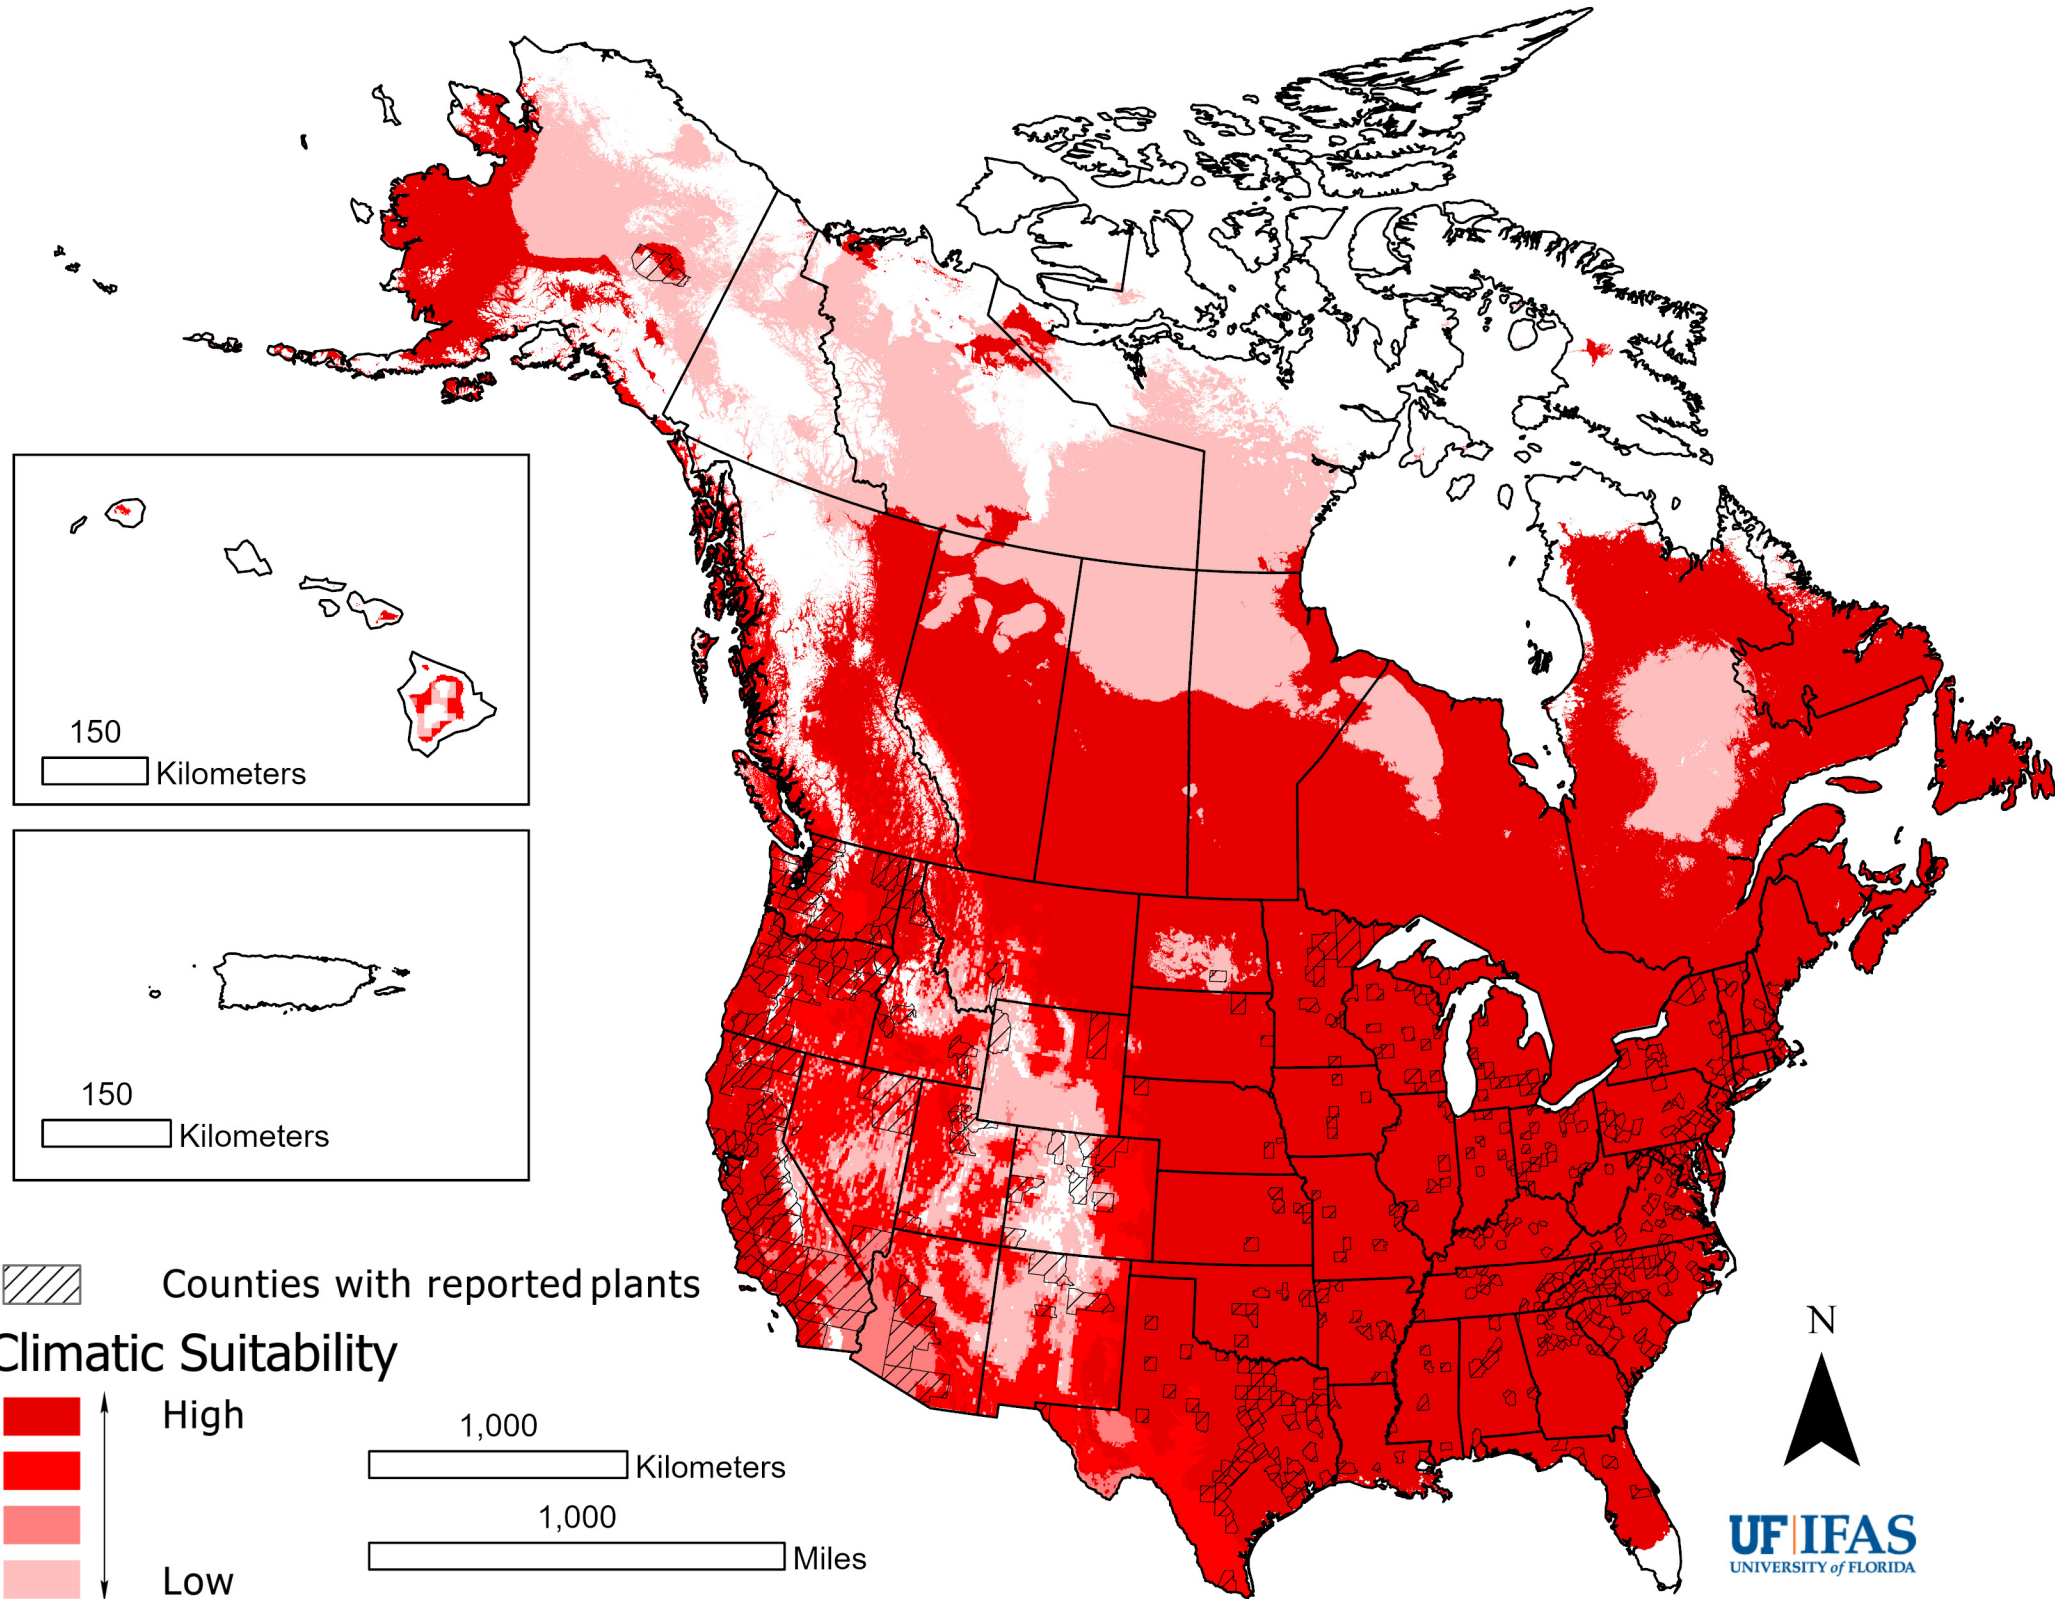 150
Kilometers
150
Kilometers
Counties with reported plants
Climatic Suitability
High
Low
1,000
Kilometers
1,000
Miles
N
UF|IFAS
UNIVERSITY of FLORIDA